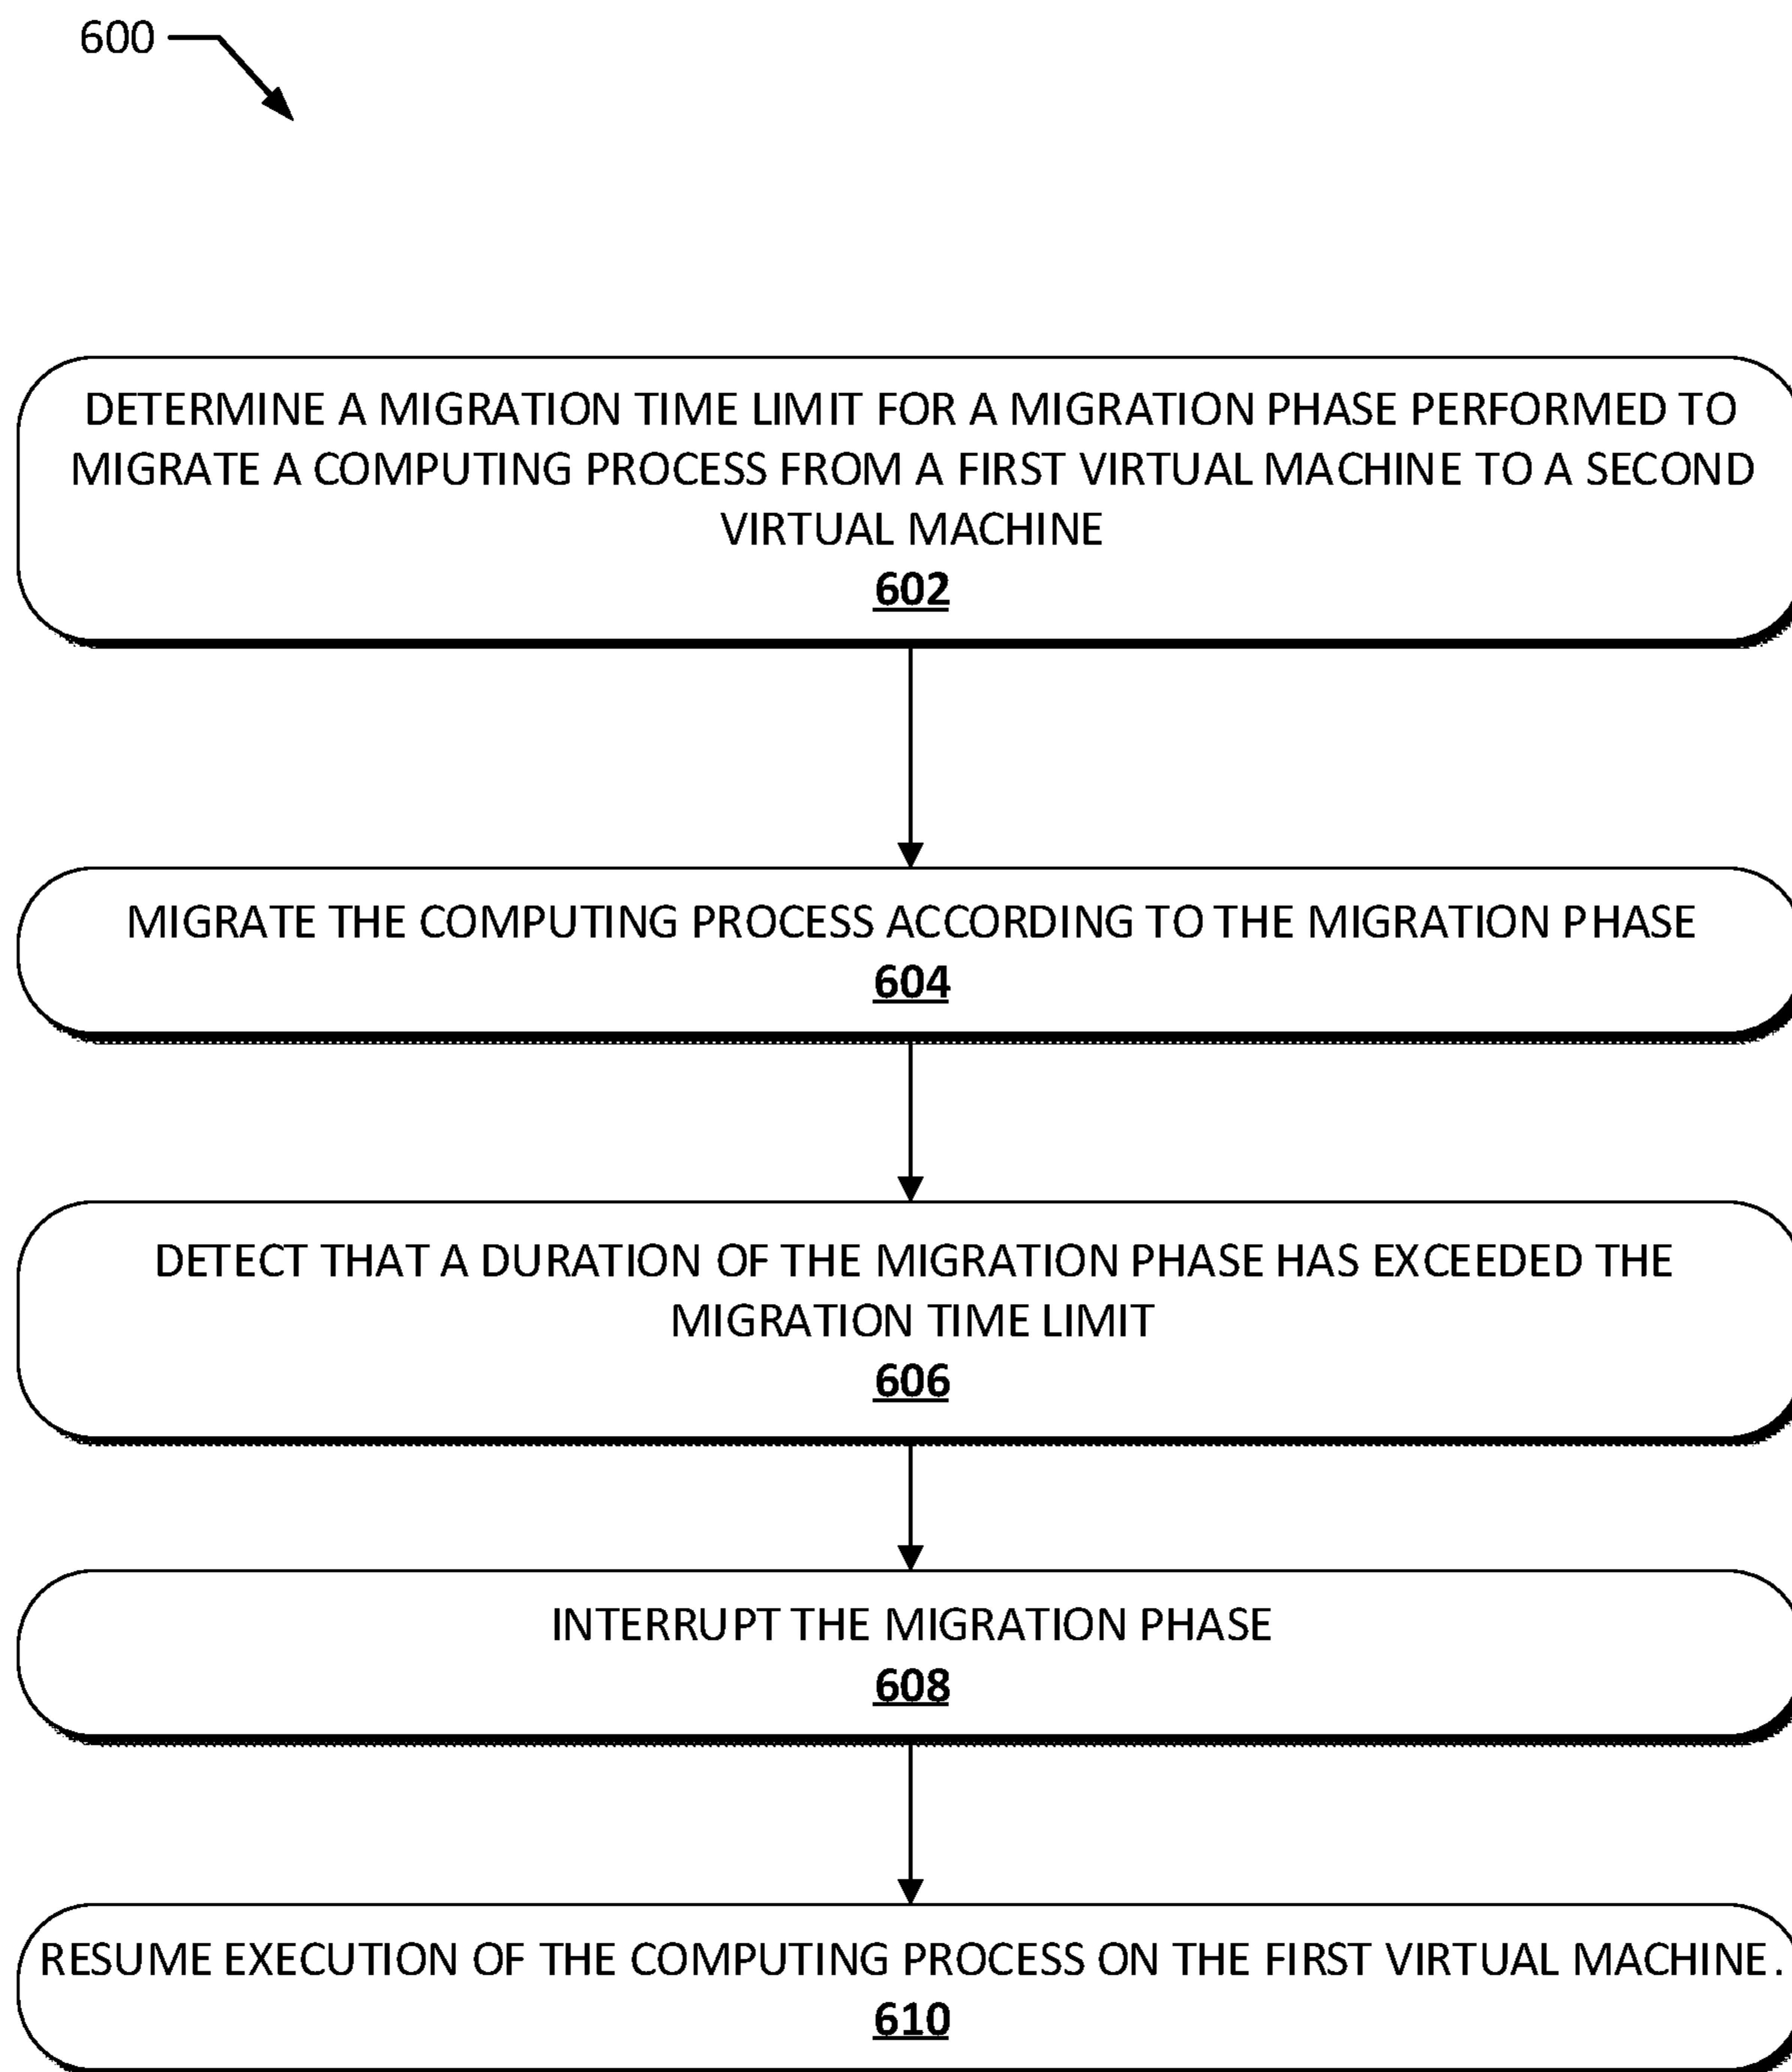 600
DETERMINE A MIGRATION TIME LIMIT FOR A MIGRATION PHASE PERFORMED TO
MIGRATE A COMPUTING PROCESS FROM A FIRST VIRTUAL MACHINE TO A SECOND
VIRTUAL MACHINE
602
MIGRATE THE COMPUTING PROCESS ACCORDING TO THE MIGRATION PHASE
604
DETECT THAT A DURATION OF THE MIGRATION PHASE HAS EXCEEDED THE
MIGRATION TIME LIMIT
606
INTERRUPT THE MIGRATION PHASE
608
RESUME EXECUTION OF THE COMPUTING PROCESS ON THE FIRST VIRTUAL MACHINE.
610